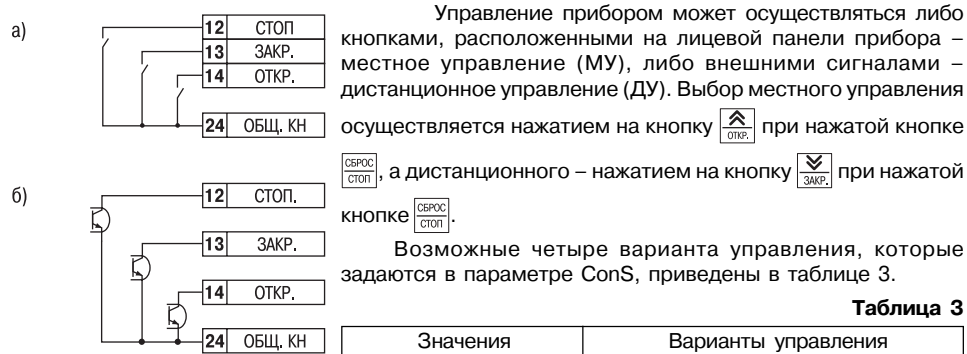 а)
12 СТОП
13 ЗАКР.
14 ОТКР.
24 ОБЩ. КН
б)
12 СТОП.
13 ЗАКР.
14 ОТКР.
24 ОБЩ. КН
Управление прибором может осуществляться либо
кнопками, расположенными на лицевой панели прибора –
местное управление (МУ), либо внешними сигналами –
дистанционное управление (ДУ). Выбор местного управления
осуществляется нажатием на кнопку ОТКР. при нажатой кнопке
СБРОС СТОП, а дистанционного – нажатием на кнопку ЗАКР. при нажатой
кнопке СБРОС СТОП.
Возможные четыре варианта управления, которые
задаются в параметре ConS, приведены в таблице 3.
Таблица 3
Значения Варианты управления